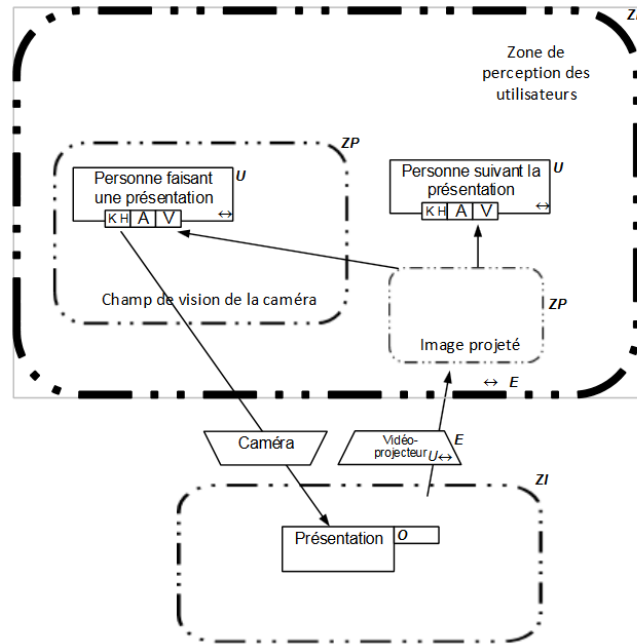 Z
Zone de
perception des
utilisateurs
ZP
U
Personne faisant
une présentation
K H A V ↔
U
Personne suivant la
présentation
K H A V ↔
Champ de vision de la caméra
ZP
Image projeté
↔ E
Caméra
Vidéo-
projecteur
U↔
E
ZI
Présentation
O